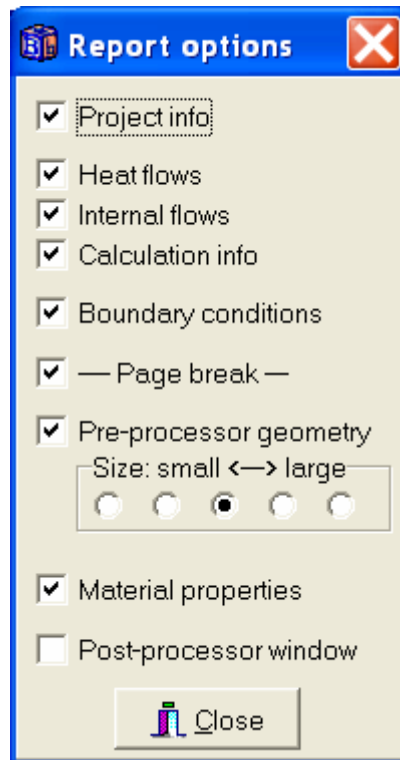 Report options
Project info
Heat flows
Internal flows
Calculation info
Boundary conditions
— Page break —
Pre-processor geometry
Size: small <—> large
Material properties
Post-processor window
Close